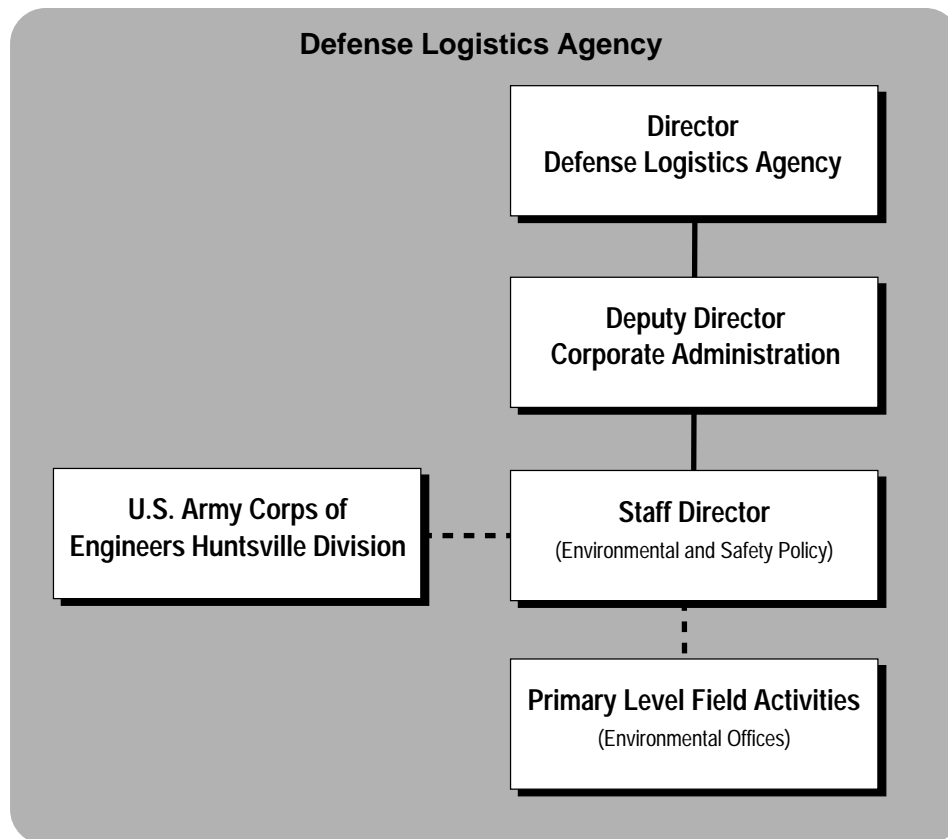 Defense Logistics Agency
Director
Defense Logistics Agency
Deputy Director
Corporate Administration
U.S. Army Corps of
Engineers Huntsville Division
Staff Director
(Environmental and Safety Policy)
Primary Level Field Activities
(Environmental Offices)